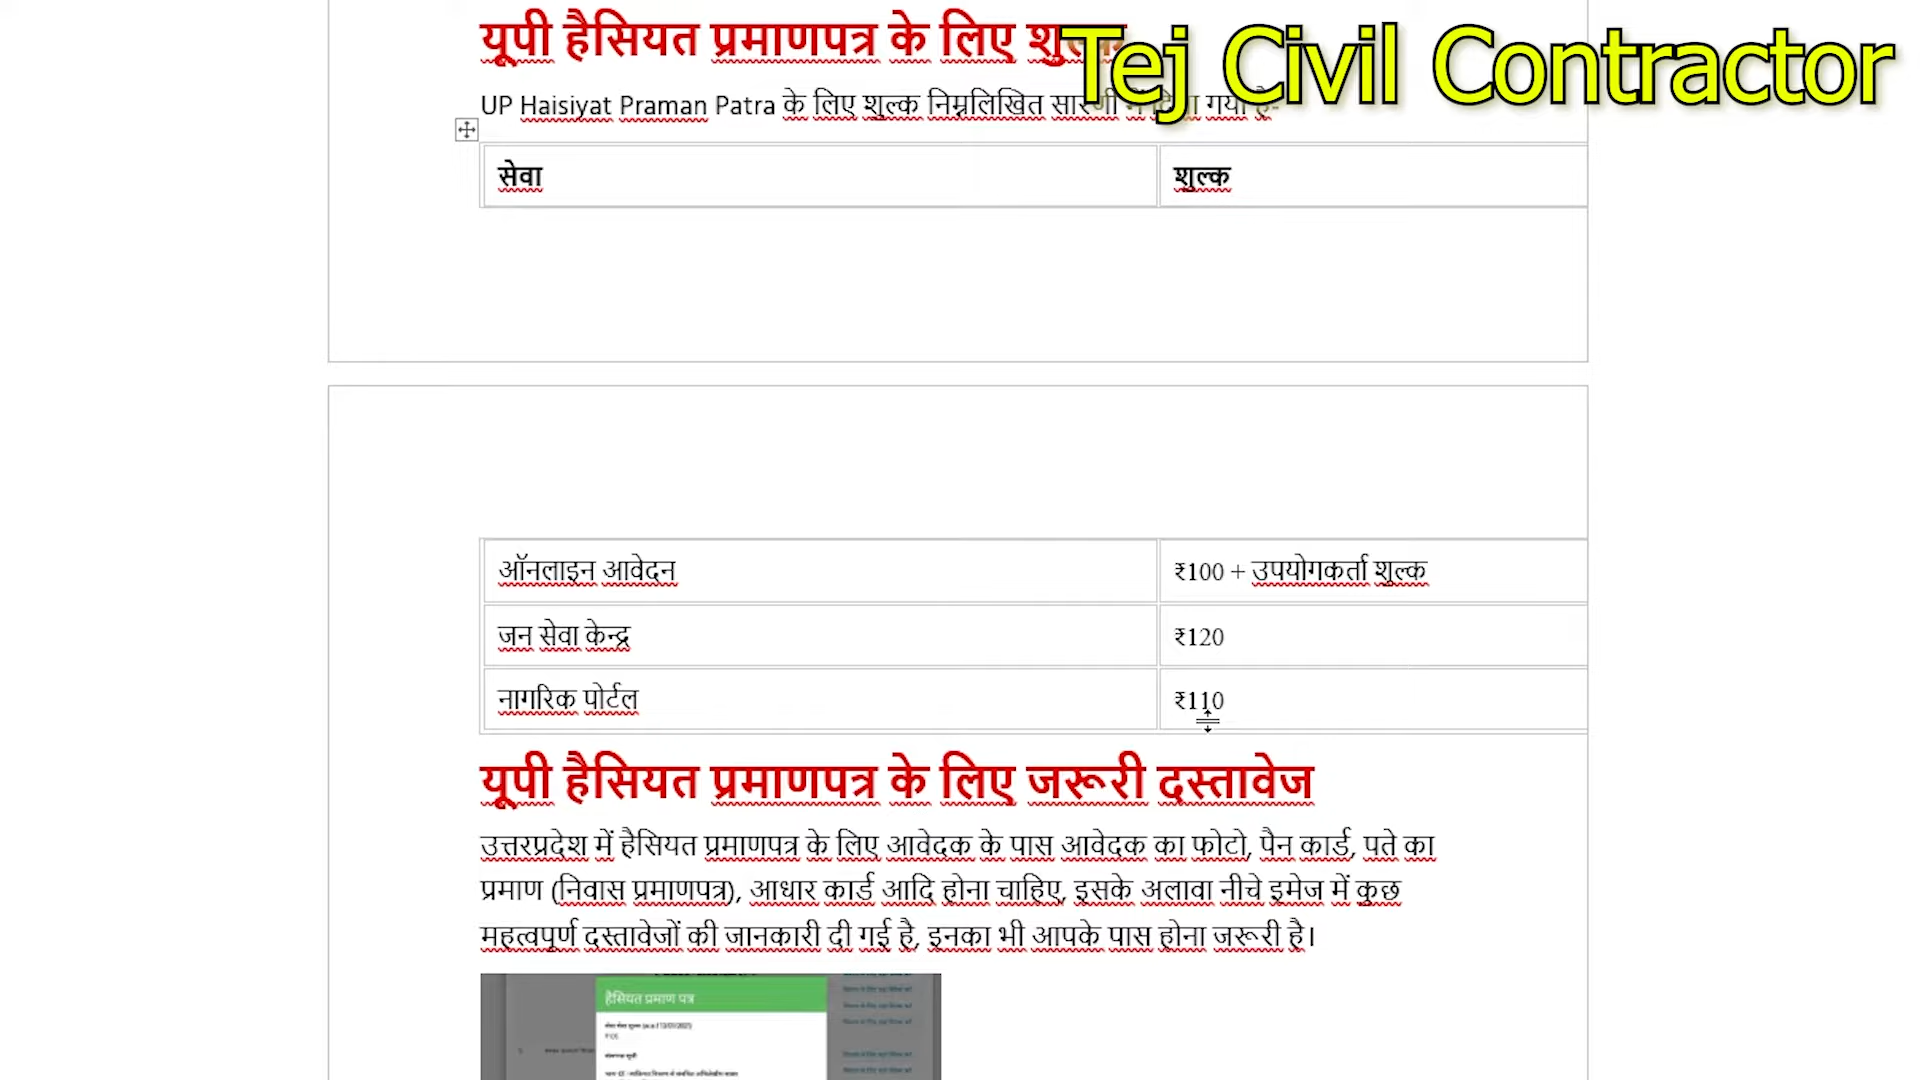 यूपी हैसियत प्रमाणपत्र के लिए शुल्क
Tej Civil Contractor
UP Haisiyat Praman Patra के लिए शुल्क निम्नलिखित सारणी में दिया गया है-
सेवा शुल्क
ऑनलाइन आवेदन ₹100 + उपयोगकर्ता शुल्क
जन सेवा केन्द्र ₹120
नागरिक पोर्टल ₹110
यूपी हैसियत प्रमाणपत्र के लिए जरूरी दस्तावेज
उत्तरप्रदेश में हैसियत प्रमाणपत्र के लिए आवेदक के पास आवेदक का फोटो, पैन कार्ड, पते का
प्रमाण (निवास प्रमाणपत्र), आधार कार्ड आदि होना चाहिए, इसके अलावा नीचे इमेज में कुछ
महत्वपूर्ण दस्तावेजों की जानकारी दी गई है, इनका भी आपके पास होना जरूरी है।
हैसियत प्रमाण पत्र